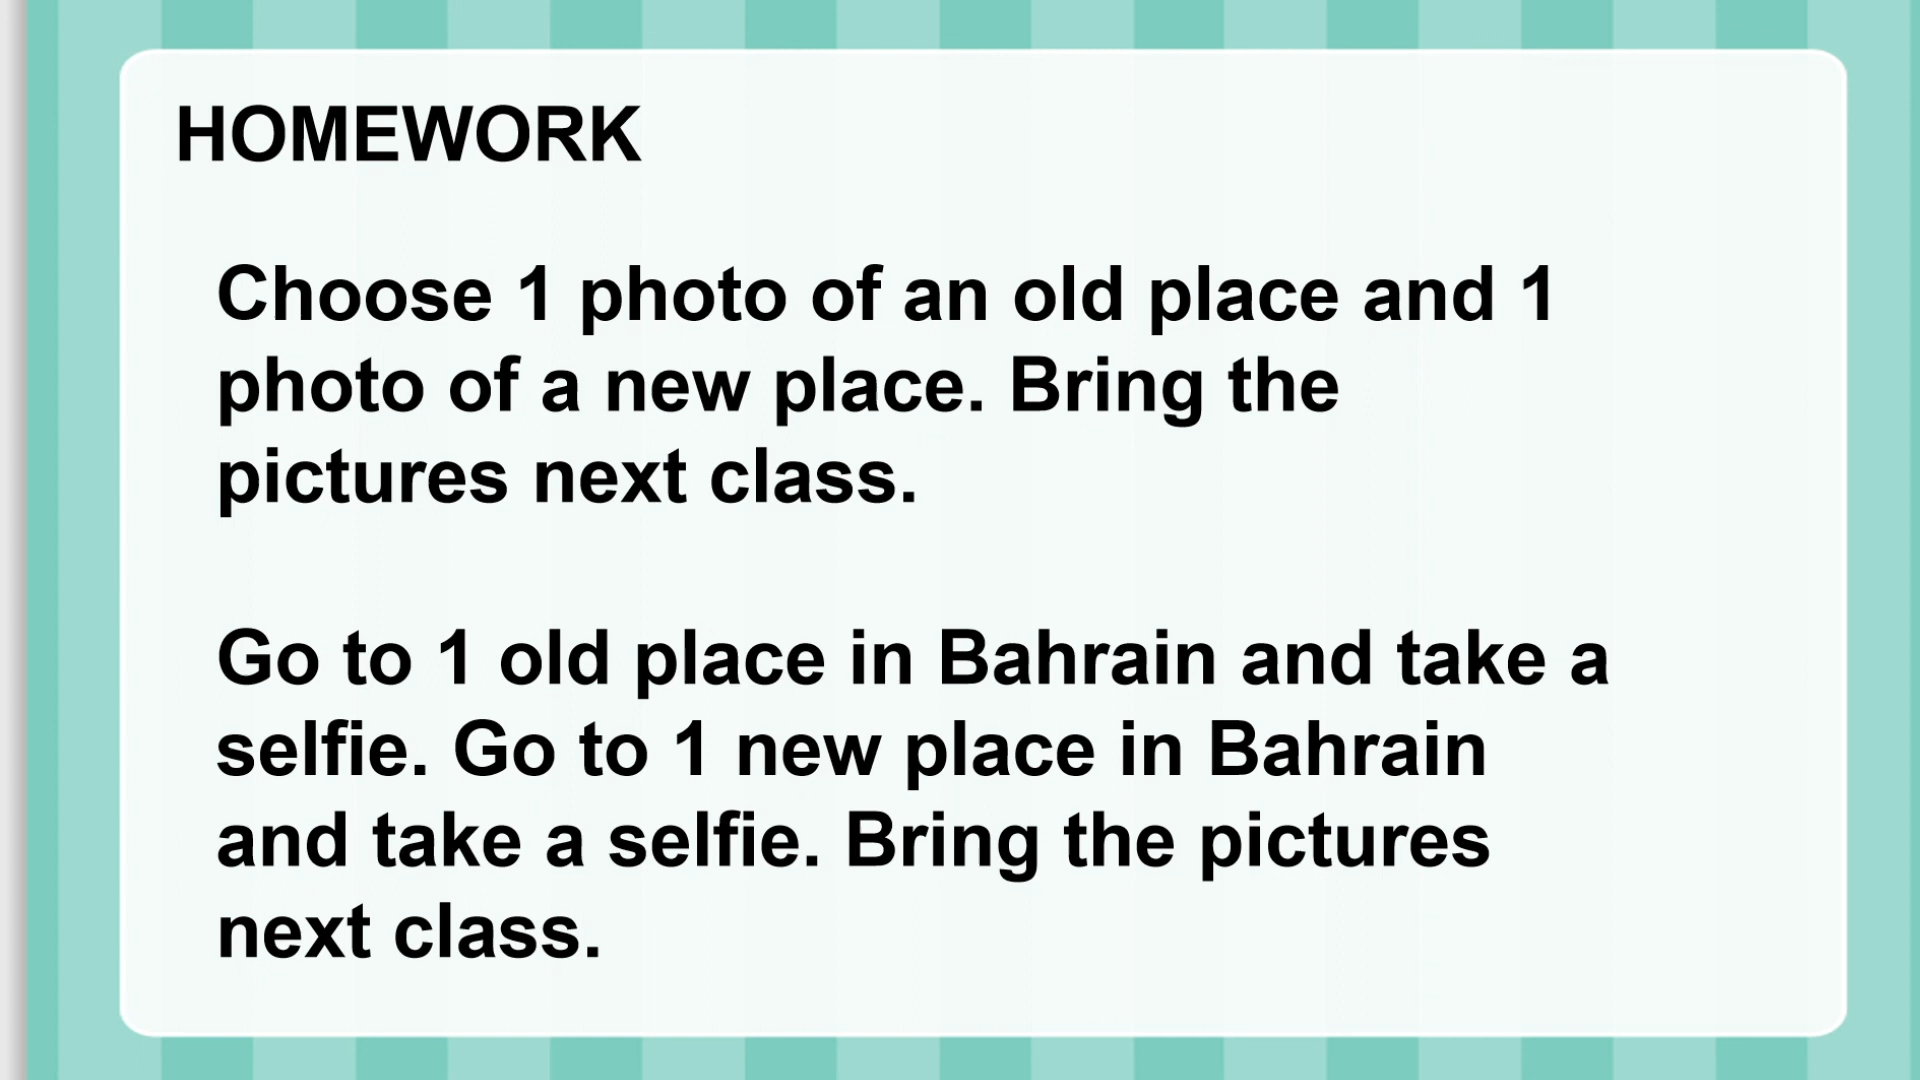 HOMEWORK
Choose 1 photo of an old place and 1
photo of a new place. Bring the
pictures next class.
Go to 1 old place in Bahrain and take a
selfie. Go to 1 new place in Bahrain
and take a selfie. Bring the pictures
next class.